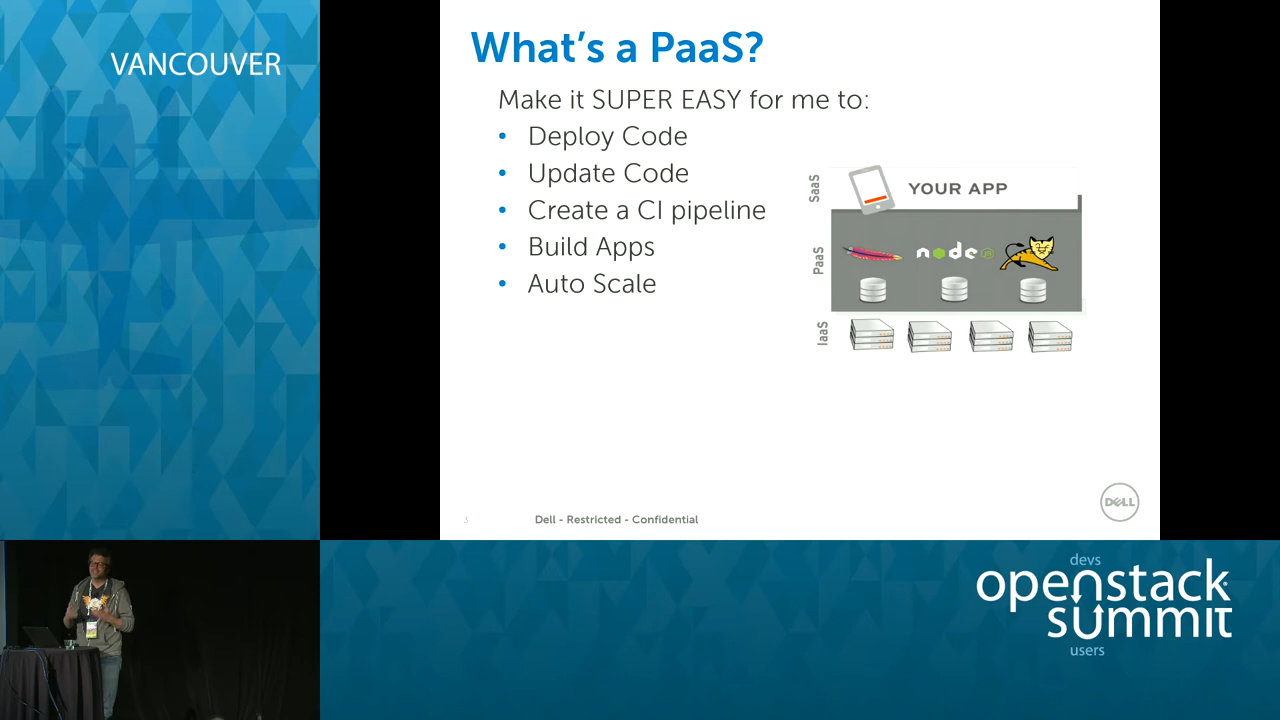 VANCOUVER
What's a PaaS?
Make it SUPER EASY for me to:
• Deploy Code
• Update Code
• Create a CI pipeline
• Build Apps
• Auto Scale
SaaS
YOUR APP
PaaS
node
IaaS
3
Dell - Restricted - Confidential
DELL
devs
openstack
summit
users